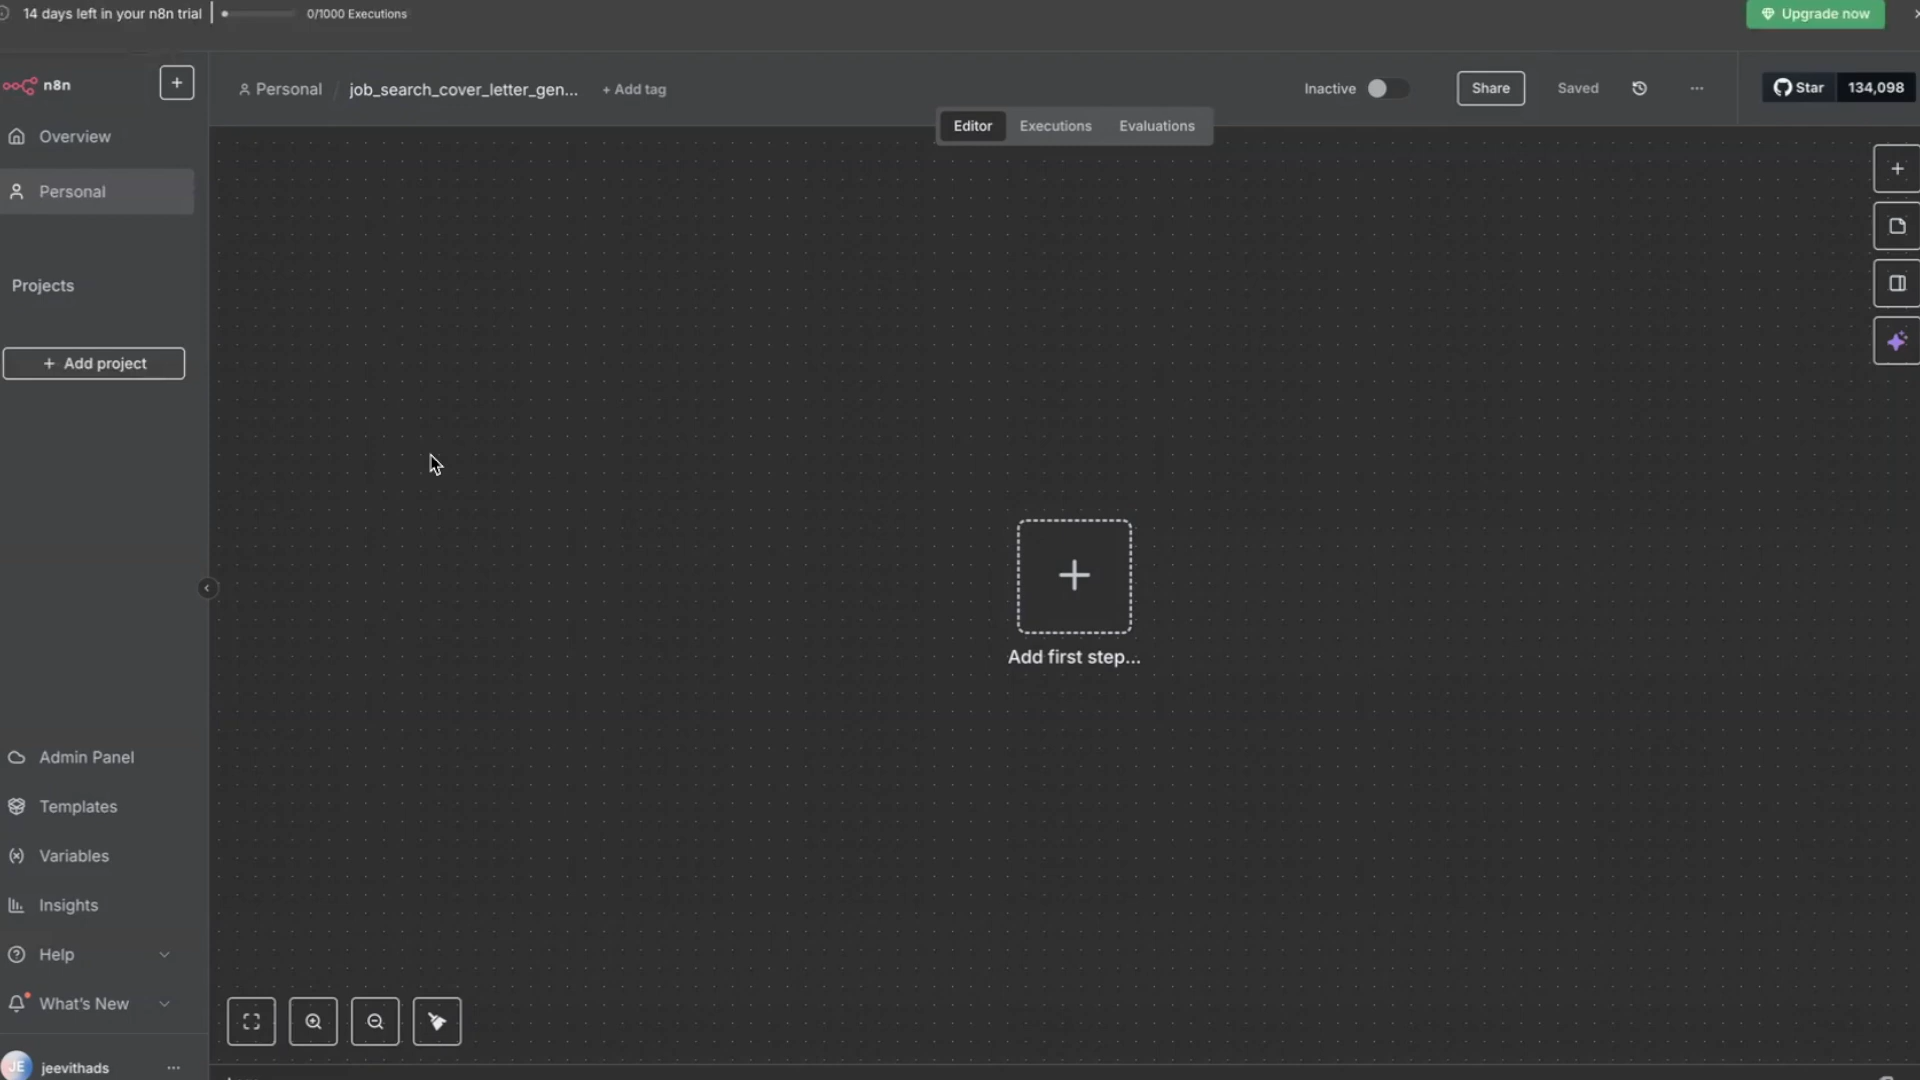 14 days left in your n8n trial
0/1000 Executions
Upgrade now
n8n
Personal / job_search_cover_letter_gen... + Add tag
Inactive
Share
Saved
Star 134,098
Editor
Executions
Evaluations
Overview
Personal
Projects
+ Add project
Add first step...
Admin Panel
Templates
Variables
Insights
Help
What's New
JE
jeevithads